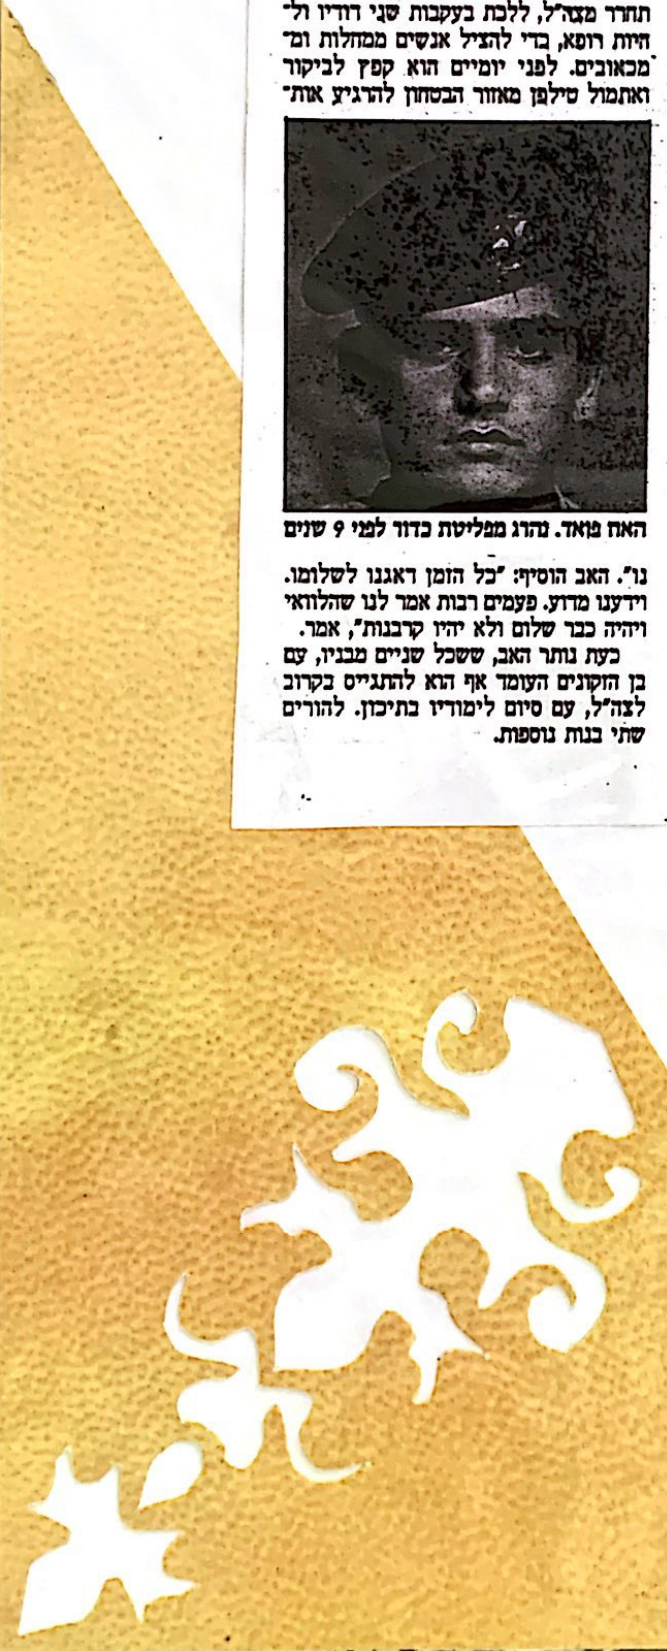 תחרר מצה"ל, ללכת בעקבות שני דודיו ול־
היות רופא, כדי להציל אנשים ממחלות ומ־
מכאובים. לפני יומיים הוא קפץ לביקור
ואתמול טילפן מאזור הבטחון להרגיע אות־
האח פואד. נהרג מפליטת כדור לפני 9 שנים
נו". האב הוסיף: "כל הזמן דאגנו לשלומו.
וידענו מדוע. פעמים רבות אמר לנו שהלוואי
ויהיה כבר שלום ולא יהיו קרבנות", אמר.
כעת נותר האב, ששכל שניים מבניו, עם
בן הזקונים העומד אף הוא להתגייס בקרוב
לצה"ל, עם סיום לימודיו בתיכון. להורים
שתי בנות נוספות.